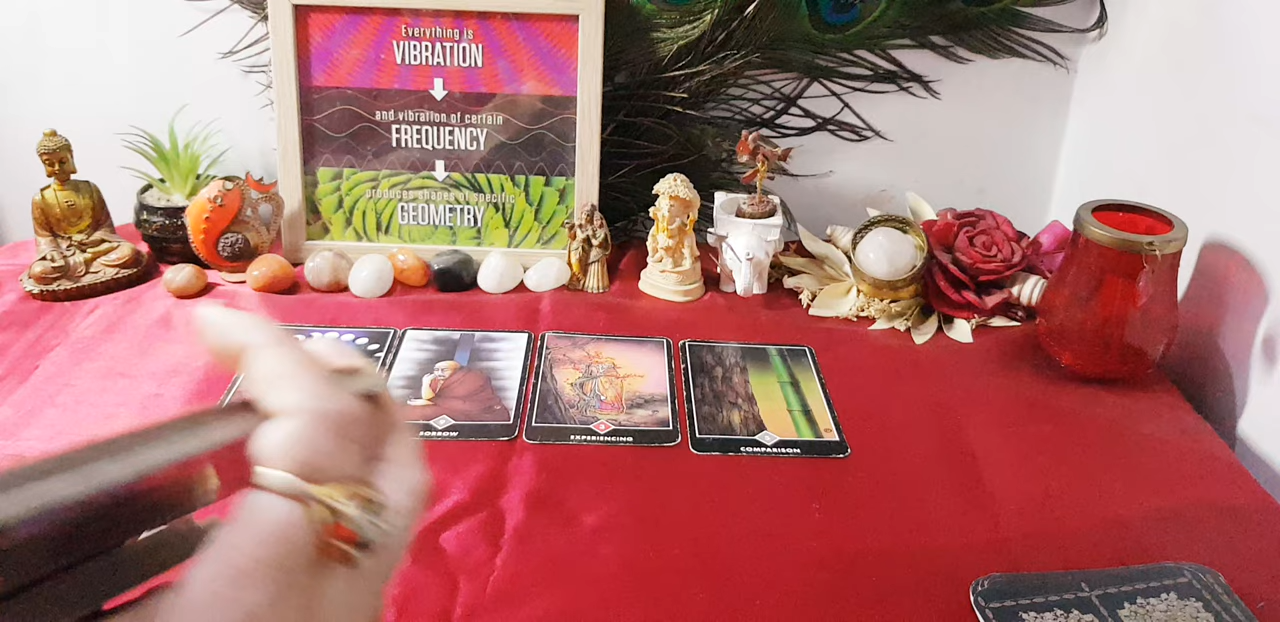 Everything is
VIBRATION
and vibration of certain
FREQUENCY
produces shapes of specific
GEOMETRY
SORROW
EXPERIENCING
COMPARISON